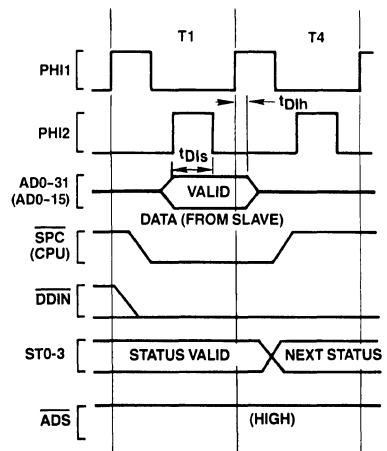 T1 T4
PHI1
tDIh
PHI2
tDIs
AD0-31
(AD0-15)
VALID
DATA (FROM SLAVE)
SPC
(CPU)
DDIN
ST0-3
STATUS VALID
NEXT STATUS
ADS
(HIGH)